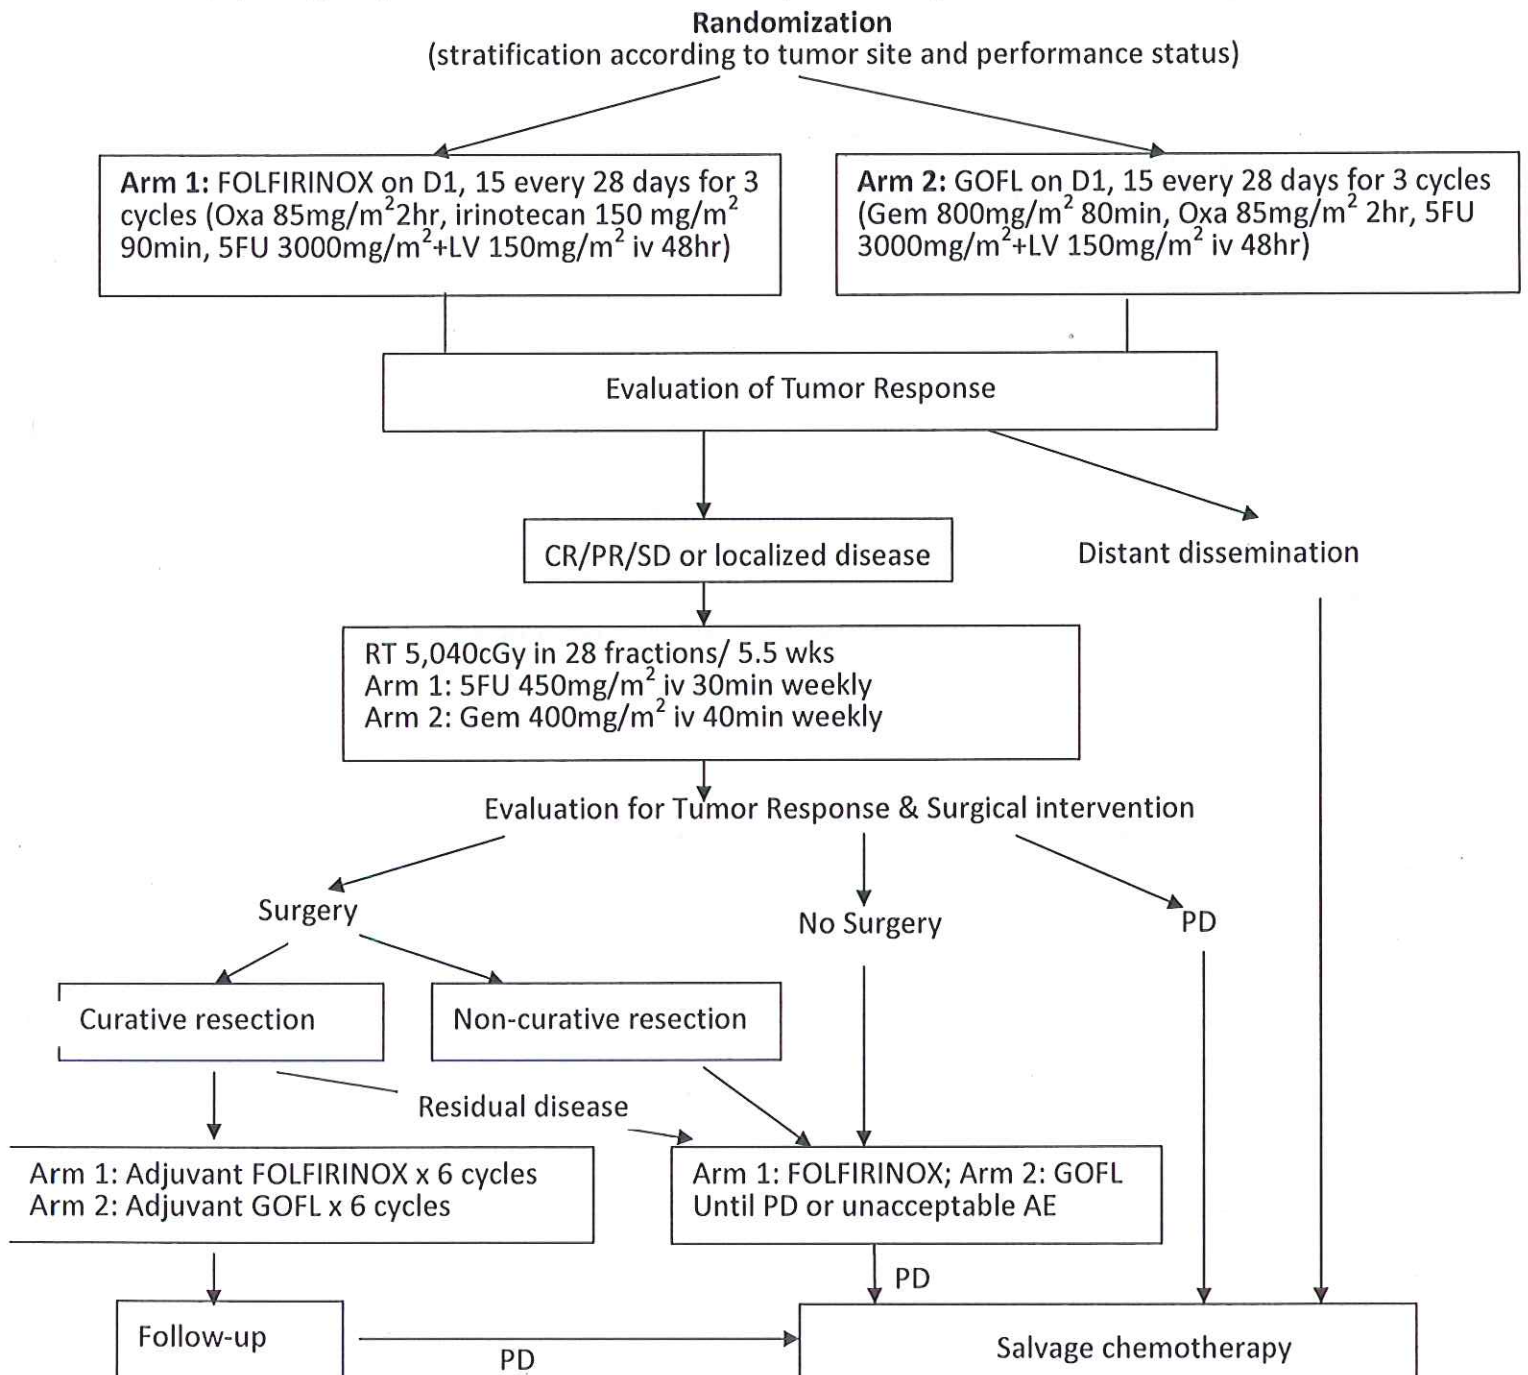 Randomization
(stratification according to tumor site and performance status)
Arm 1: FOLFIRINOX on D1, 15 every 28 days for 3
cycles (Oxa 85mg/m²2hr, irinotecan 150 mg/m²
90min, 5FU 3000mg/m²+LV 150mg/m² iv 48hr)
Arm 2: GOFL on D1, 15 every 28 days for 3 cycles
(Gem 800mg/m² 80min, Oxa 85mg/m² 2hr, 5FU
3000mg/m²+LV 150mg/m² iv 48hr)
Evaluation of Tumor Response
CR/PR/SD or localized disease
Distant dissemination
RT 5,040cGy in 28 fractions/ 5.5 wks
Arm 1: 5FU 450mg/m² iv 30min weekly
Arm 2: Gem 400mg/m² iv 40min weekly
Evaluation for Tumor Response & Surgical intervention
Surgery
No Surgery
PD
Curative resection
Non-curative resection
Residual disease
Arm 1: Adjuvant FOLFIRINOX x 6 cycles
Arm 2: Adjuvant GOFL x 6 cycles
Arm 1: FOLFIRINOX; Arm 2: GOFL
Until PD or unacceptable AE
PD
Follow-up
PD
Salvage chemotherapy